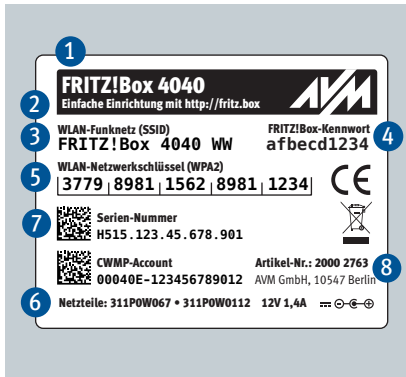 1
FRITZ!Box 4040
AVM
2 Einfache Einrichtung mit http://fritz.box
WLAN-Funknetz (SSID) FRITZ!Box-Kennwort
3 FRITZ!Box 4040 WW afbecd1234 4
WLAN-Netzwerkschlüssel (WPA2)
5 3779 8981 1562 8981 1234 CE
7 Serien-Nummer
H515.123.45.678.901
CWMP-Account Artikel-Nr.: 2000 2763 8
00040E-123456789012 AVM GmbH, 10547 Berlin
6 Netzteile: 311P0W067 • 311P0W0112 12V 1,4A